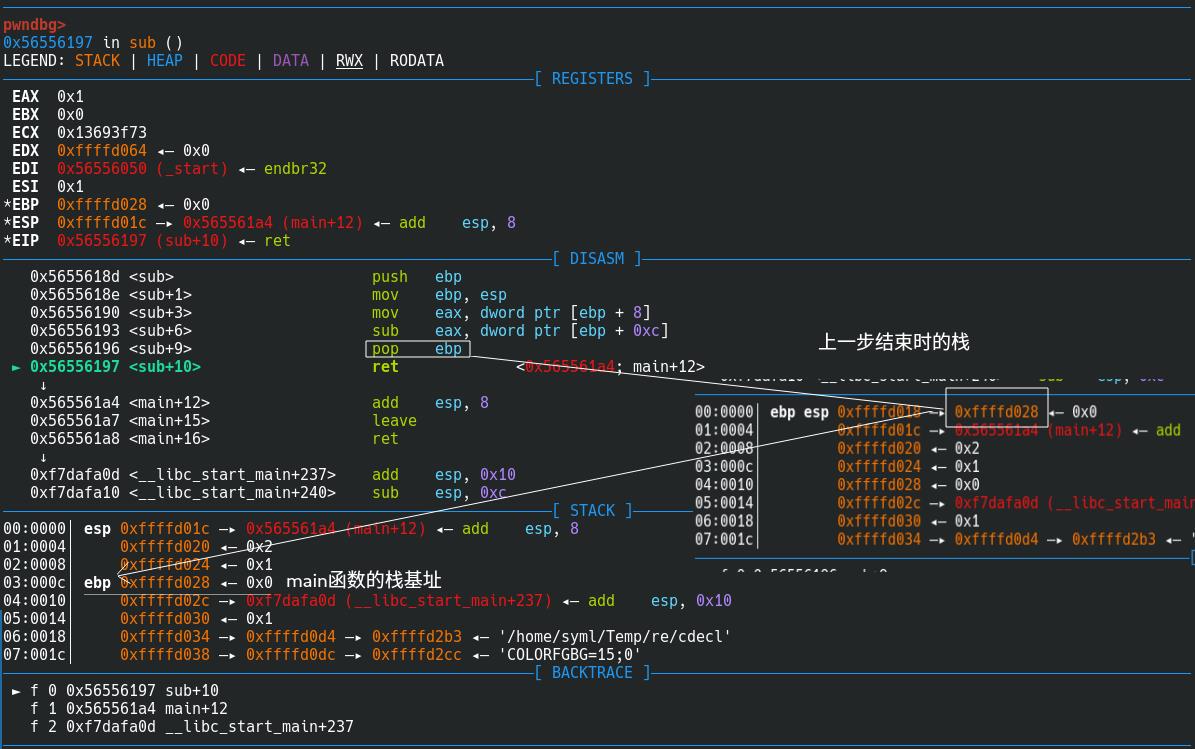 pwndbg>
0x56556197 in sub ()
LEGEND: STACK | HEAP | CODE | DATA | RWX | RODATA
[ REGISTERS ]
EAX 0x1
EBX 0x0
ECX 0x13693f73
EDX 0xffffd064 ◂— 0x0
EDI 0x56556050 (_start) ◂— endbr32
ESI 0x1
*EBP 0xffffd028 ◂— 0x0
*ESP 0xffffd01c —▸ 0x565561a4 (main+12) ◂— add esp, 8
*EIP 0x56556197 (sub+10) ◂— ret
[ DISASM ]
0x5655618d <sub> push ebp
0x5655618e <sub+1> mov ebp, esp
0x56556190 <sub+3> mov eax, dword ptr [ebp + 8]
0x56556193 <sub+6> sub eax, dword ptr [ebp + 0xc]
0x56556196 <sub+9> pop ebp
► 0x56556197 <sub+10> ret <0x565561a4; main+12>
↓
0x565561a4 <main+12> add esp, 8
0x565561a7 <main+15> leave
0x565561a8 <main+16> ret
↓
0xf7dafa0d <__libc_start_main+237> add esp, 0x10
0xf7dafa10 <__libc_start_main+240> sub esp, 0xc
上一步结束时的栈
00:0000│ ebp esp 0xffffd018 —▸ 0xffffd028 ◂— 0x0
01:0004│ 0xffffd01c —▸ 0x565561a4 (main+12) ◂— add
02:0008│ 0xffffd020 ◂— 0x2
03:000c│ 0xffffd024 ◂— 0x1
04:0010│ 0xffffd028 ◂— 0x0
05:0014│ 0xffffd02c —▸ 0xf7dafa0d (__libc_start_main
06:0018│ 0xffffd030 ◂— 0x1
07:001c│ 0xffffd034 —▸ 0xffffd0d4 —▸ 0xffffd2b3 ◂— '
[ STACK ]
00:0000│ esp 0xffffd01c —▸ 0x565561a4 (main+12) ◂— add esp, 8
01:0004│ 0xffffd020 ◂— 0x2
02:0008│ 0xffffd024 ◂— 0x1
03:000c│ ebp 0xffffd028 ◂— 0x0 main函数的栈基址
04:0010│ 0xffffd02c —▸ 0xf7dafa0d (__libc_start_main+237) ◂— add esp, 0x10
05:0014│ 0xffffd030 ◂— 0x1
06:0018│ 0xffffd034 —▸ 0xffffd0d4 —▸ 0xffffd2b3 ◂— '/home/syml/Temp/re/cdecl'
07:001c│ 0xffffd038 —▸ 0xffffd0dc —▸ 0xffffd2cc ◂— 'COLORFGBG=15;0'
[ BACKTRACE ]
► f 0 0x56556197 sub+10
f 1 0x565561a4 main+12
f 2 0xf7dafa0d __libc_start_main+237